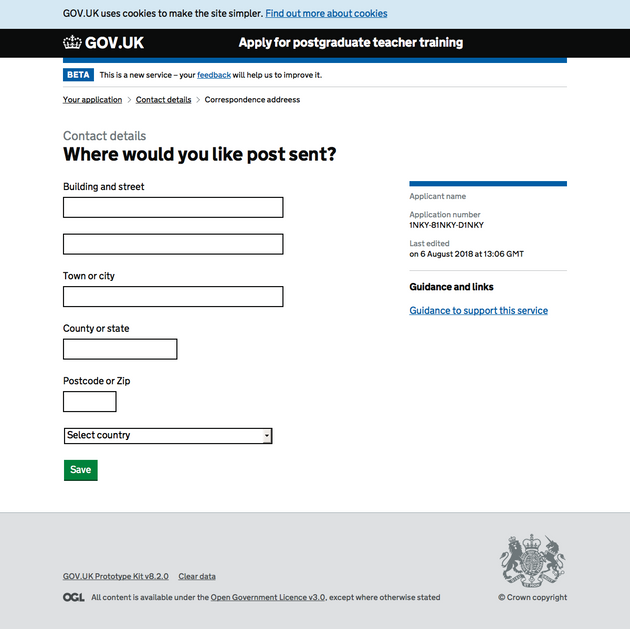 GOV.UK uses cookies to make the site simpler. Find out more about cookies
GOV.UK
Apply for postgraduate teacher training
BETA This is a new service – your feedback will help us to improve it.
Your application > Contact details > Correspondence addreess
Contact details
Where would you like post sent?
Building and street
Town or city
County or state
Postcode or Zip
Select country
Save
Applicant name
Application number
1NKY-81NKY-D1NKY
Last edited
on 6 August 2018 at 13:06 GMT
Guidance and links
Guidance to support this service
GOV.UK Prototype Kit v8.2.0 Clear data
OGL All content is available under the Open Government Licence v3.0, except where otherwise stated
© Crown copyright